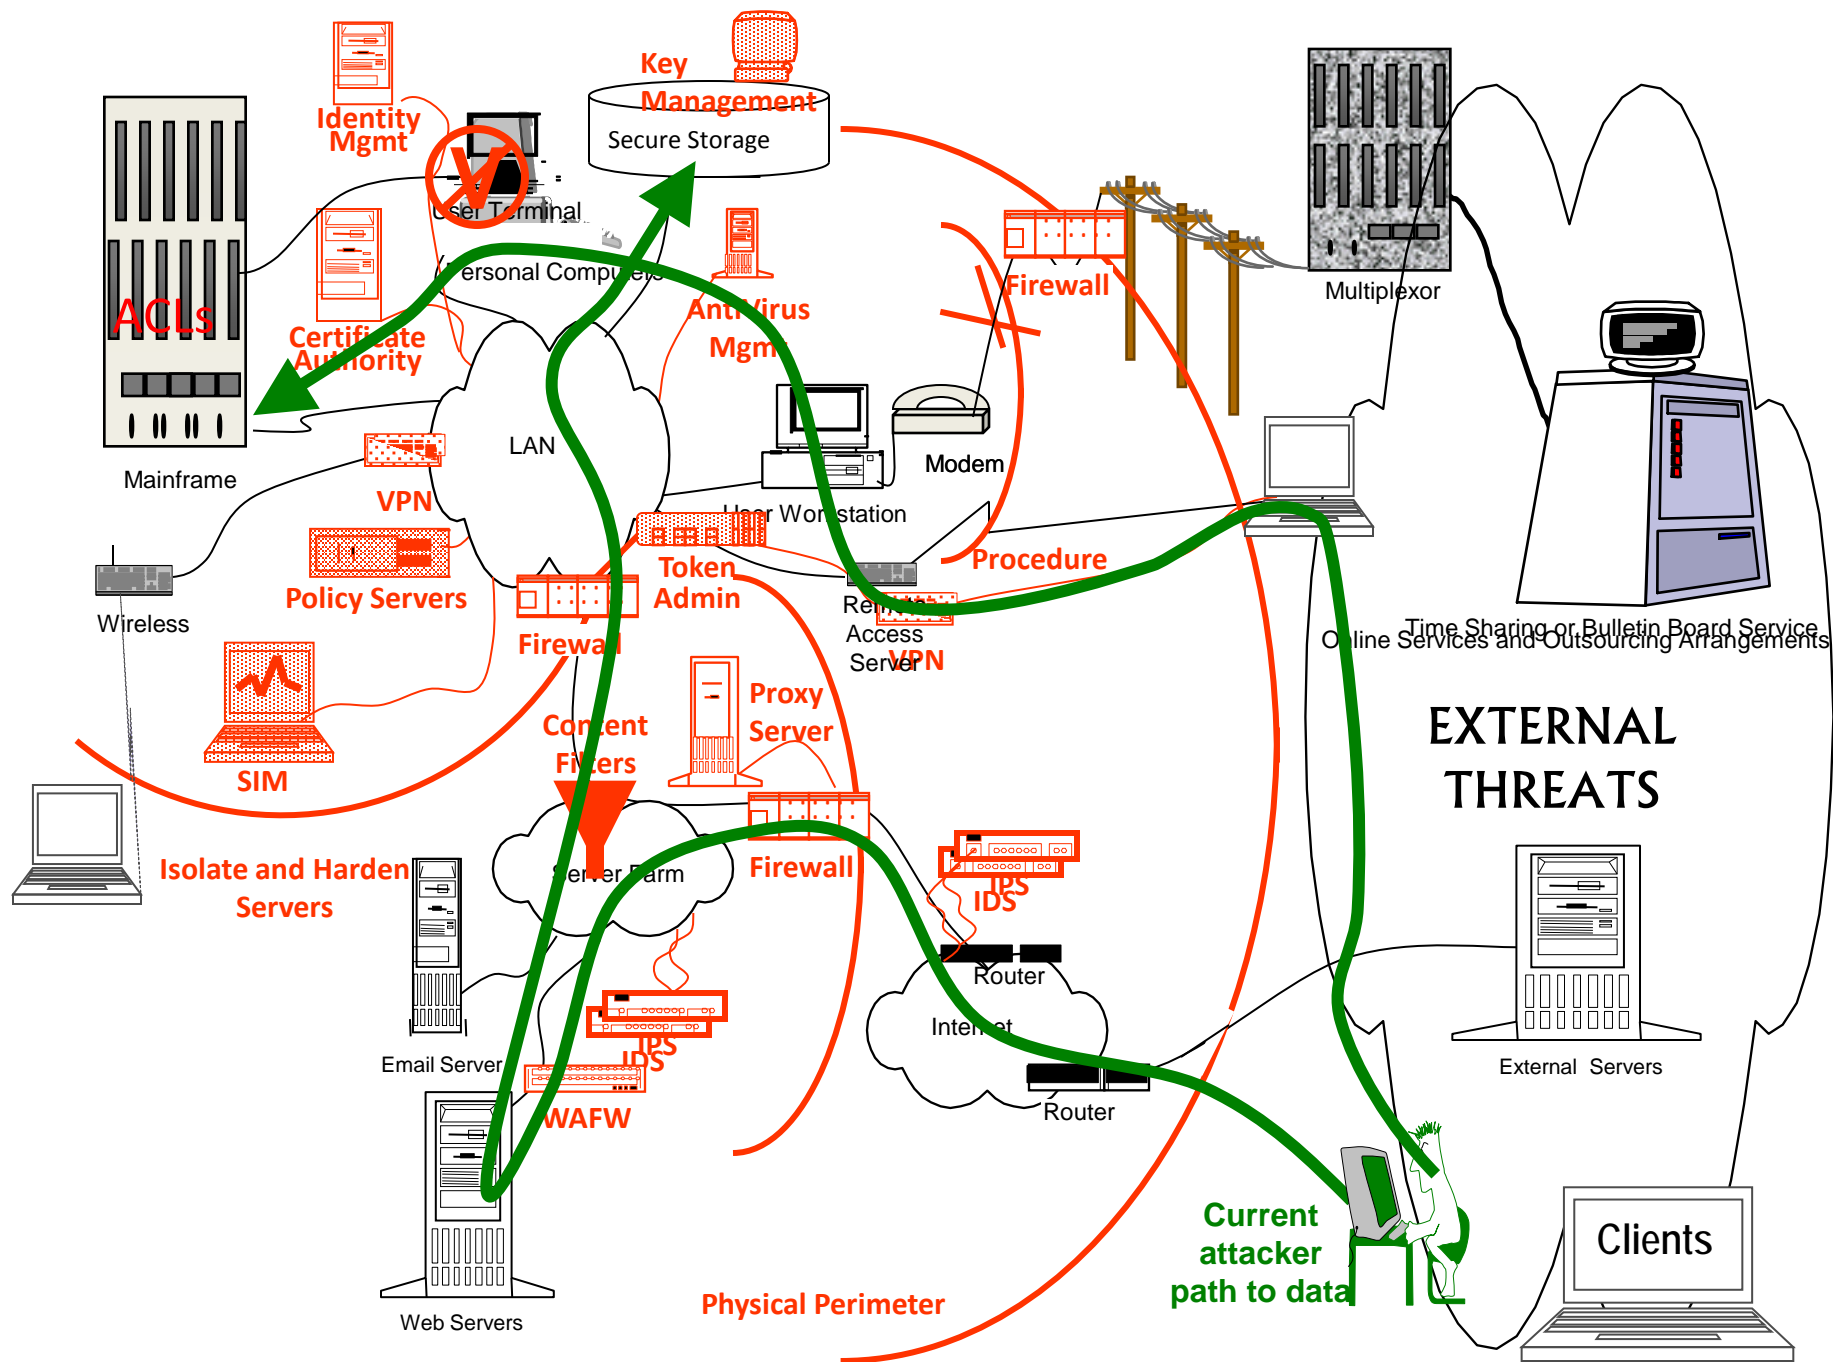 Key
Management
Secure Storage
Identity
Mgmt
V
User Terminal
Personal Computers
ACLs
Certificate
Authority
AntiVirus
Mgmt
Firewall
Multiplexor
Mainframe
LAN
VPN
Modem
User Workstation
Policy Servers
Token
Admin
Procedure
Wireless
Firewall
Remote
Access
Server
VPN
Time Sharing or Bulletin Board Service
Online Services and Outsourcing Arrangements
SIM
Content
Filters
Proxy
Server
EXTERNAL
THREATS
Isolate and Harden
Servers
Server Farm
Firewall
IPS
IDS
Router
Internet
Email Server
IPS
IDS
WAFW
Router
External Servers
Web Servers
Physical Perimeter
Current
attacker
path to data
Clients